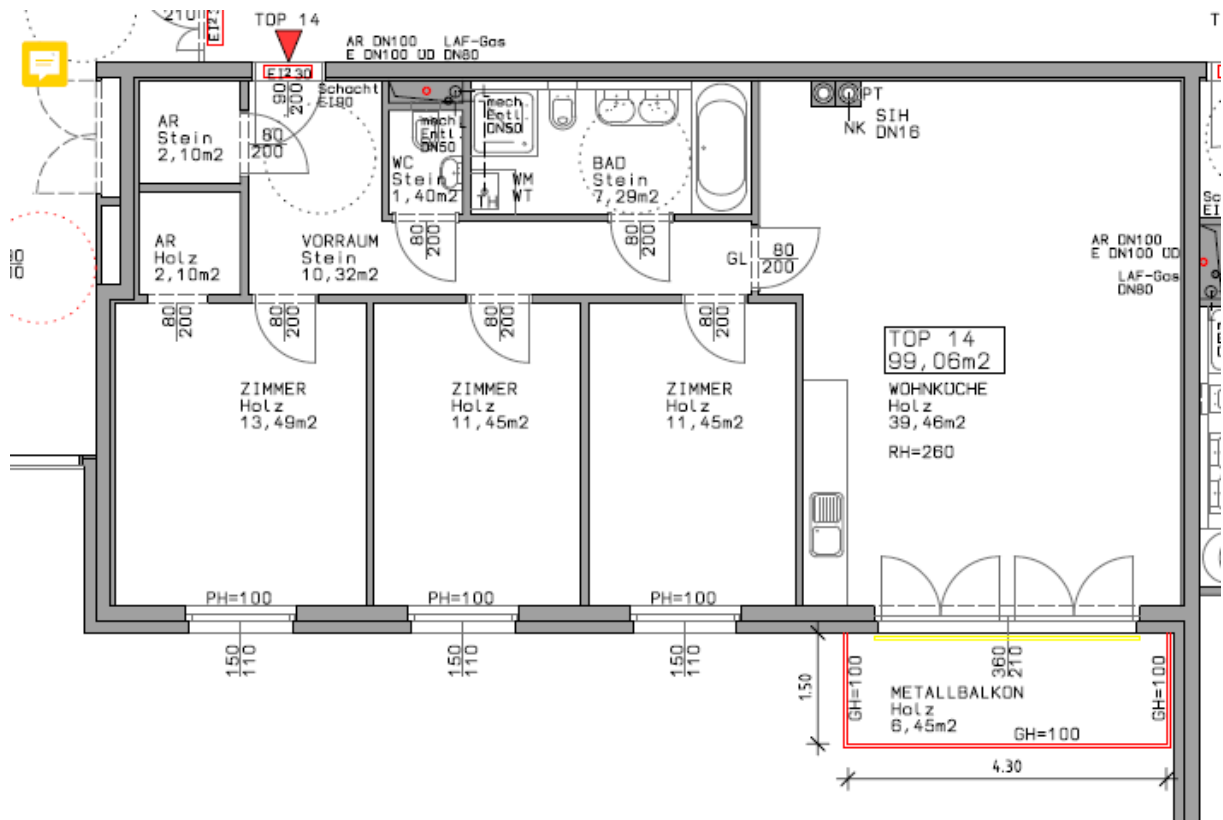 210
EI²3
TOP 14
AR DN100 LAF-Gas
E DN100 UD DN80
EI²30
90
200
Schacht
EI90
AR
Stein
2,10m2
80
200
mech
Entl.
DN50
mech
Entl.
DN50
WC
Stein
1,40m2
TH
WM
WT
BAD
Stein
7,29m2
PT
NK
SIH
DN16
AR
Holz
2,10m2
VORRAUM
Stein
10,32m2
80
200
80
200
GL
80
200
AR DN100
E DN100 UD
LAF-Gas
DN80
80
200
80
200
80
200
80
200
TOP 14
99,06m2
ZIMMER
Holz
13,49m2
ZIMMER
Holz
11,45m2
ZIMMER
Holz
11,45m2
WOHNKÜCHE
Holz
39,46m2
RH=260
PH=100
PH=100
PH=100
150
110
150
110
150
110
360
210
1.50
GH=100
METALLBALKON
Holz
6,45m2
GH=100
GH=100
4.30